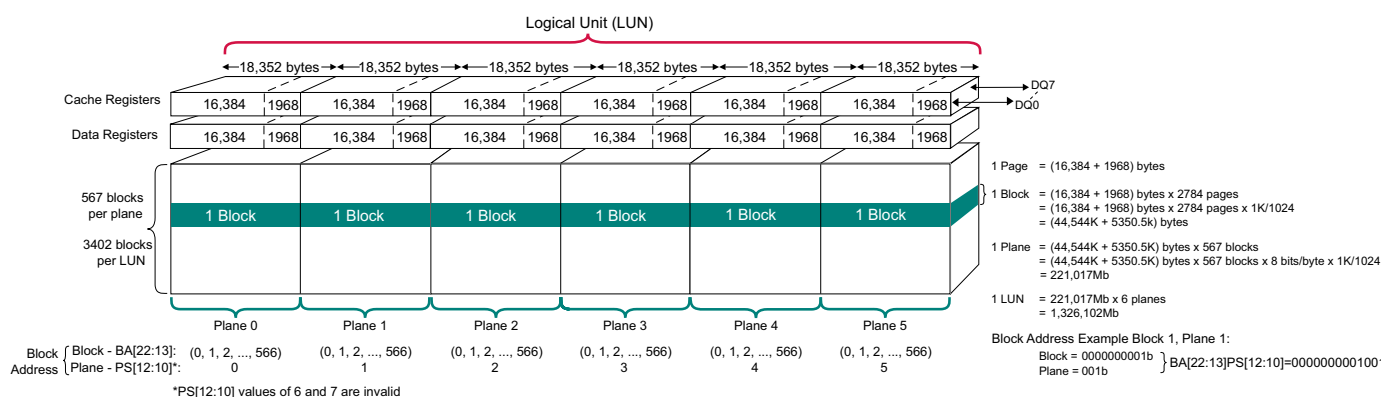 Logical Unit (LUN)
18,352 bytes 18,352 bytes 18,352 bytes 18,352 bytes 18,352 bytes 18,352 bytes
DQ7
DQ0
Cache Registers 16,384 1968 16,384 1968 16,384 1968 16,384 1968 16,384 1968 16,384 1968
Data Registers 16,384 1968 16,384 1968 16,384 1968 16,384 1968 16,384 1968 16,384 1968
567 blocks
per plane
3402 blocks
per LUN
1 Block 1 Block 1 Block 1 Block 1 Block 1 Block
1 Page = (16,384 + 1968) bytes
1 Block = (16,384 + 1968) bytes x 2784 pages
= (16,384 + 1968) bytes x 2784 pages x 1K/1024
= (44,544K + 5350.5k) bytes
1 Plane = (44,544K + 5350.5K) bytes x 567 blocks
= (44,544K + 5350.5K) bytes x 567 blocks x 8 bits/byte x 1K/1024
= 221,017Mb
1 LUN = 221,017Mb x 6 planes
= 1,326,102Mb
Plane 0 Plane 1 Plane 2 Plane 3 Plane 4 Plane 5
Block Address
Block - BA[22:13]: (0, 1, 2, ..., 566) (0, 1, 2, ..., 566) (0, 1, 2, ..., 566) (0, 1, 2, ..., 566) (0, 1, 2, ..., 566) (0, 1, 2, ..., 566)
Plane - PS[12:10]*: 0 1 2 3 4 5
*PS[12:10] values of 6 and 7 are invalid
Block Address Example Block 1, Plane 1:
Block = 0000000001b
Plane = 001b
BA[22:13]PS[12:10]=000000000100